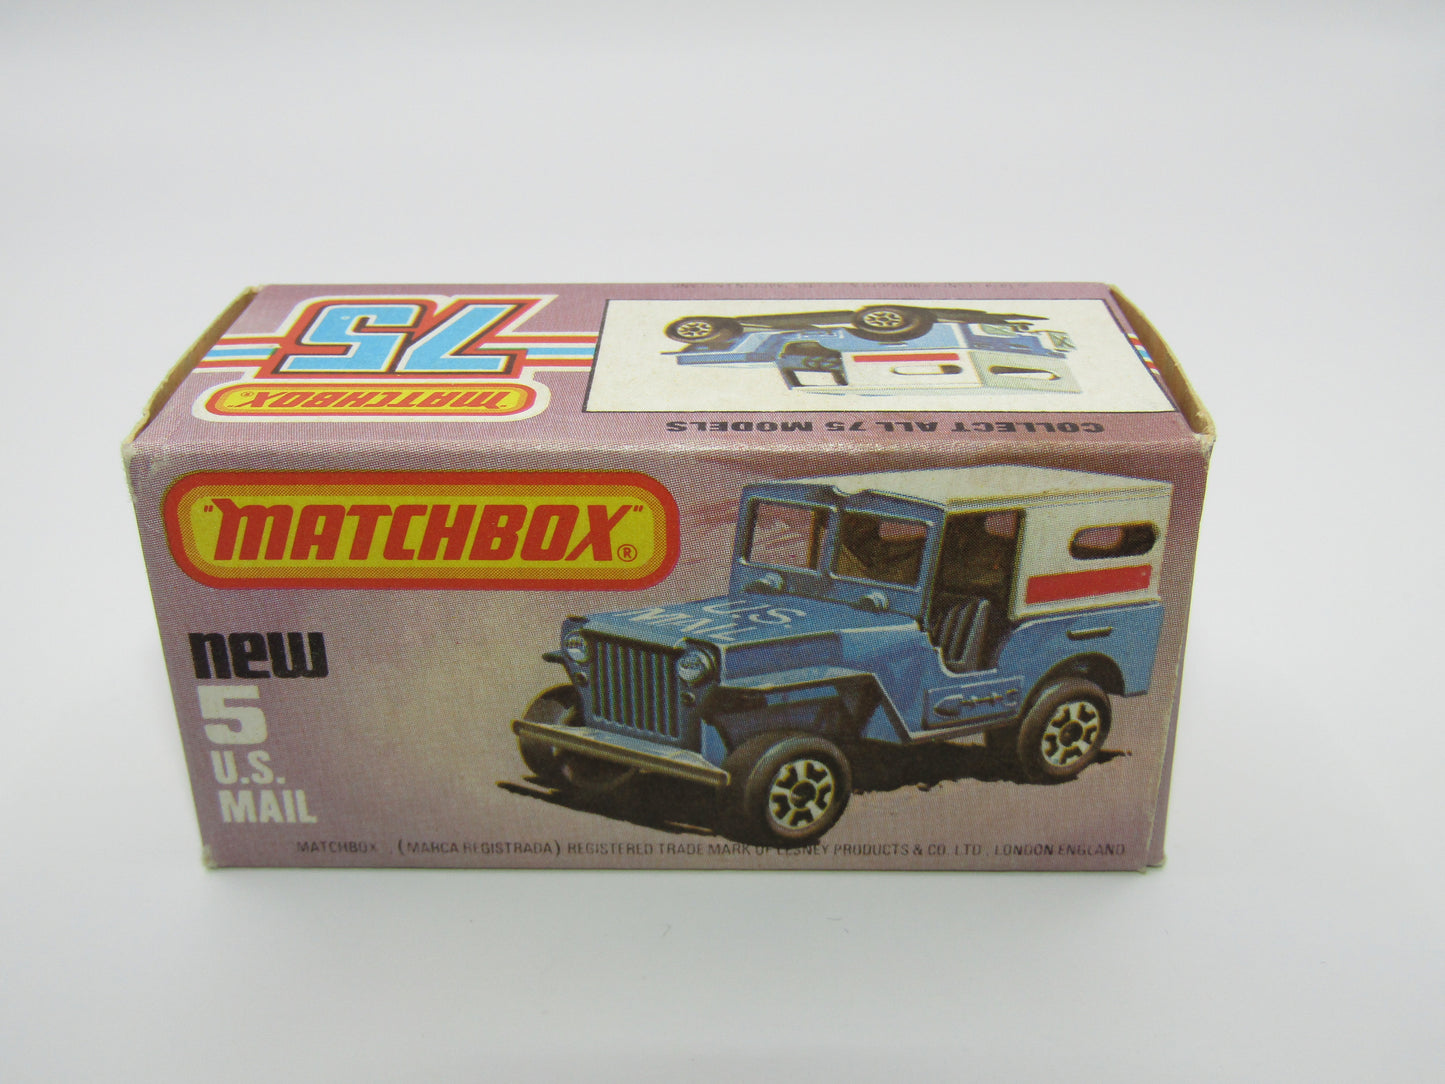 75
"MATCHBOX"®
COLLECT ALL 75 MODELS
"MATCHBOX"®
new
5
U.S.
MAIL
U.S.
MAIL
MATCHBOX (MARCA REGISTRADA) REGISTERED TRADE MARK OF LESNEY PRODUCTS & CO. LTD., LONDON ENGLAND